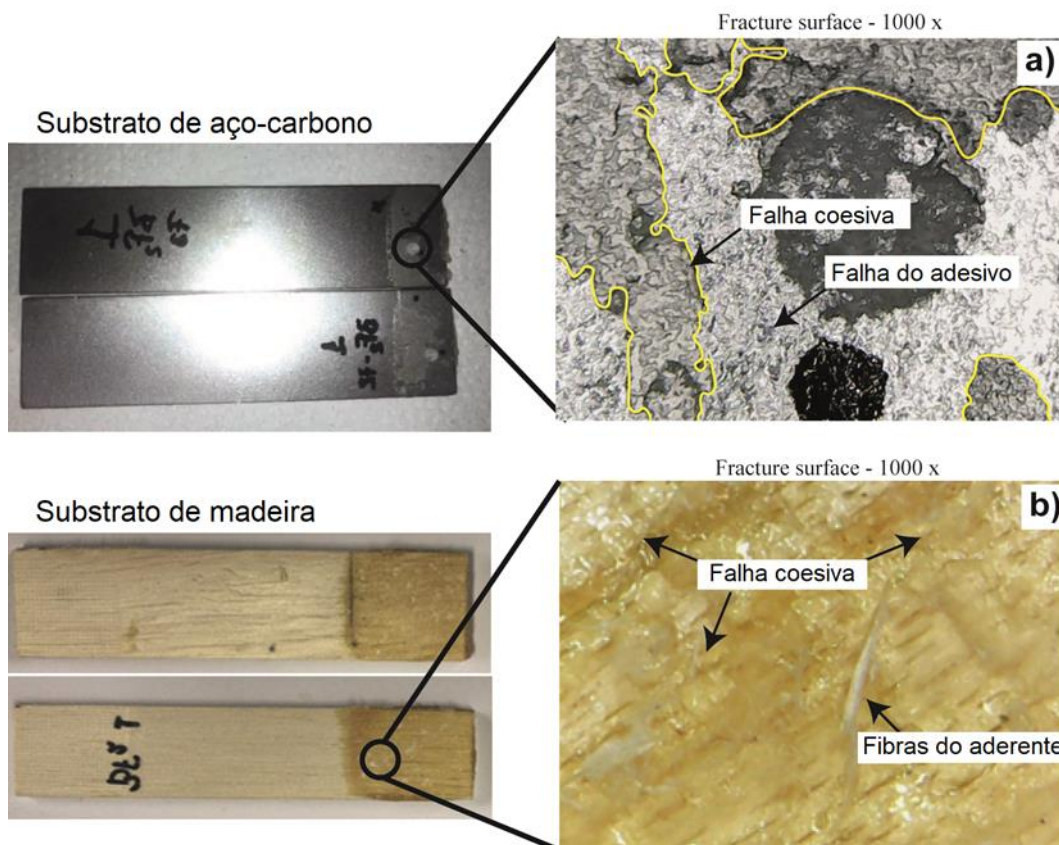 Fracture surface - 1000 x
a)
Substrato de aço-carbono
Falha coesiva
Falha do adesivo
Fracture surface - 1000 x
b)
Substrato de madeira
Falha coesiva
Fibras do aderente